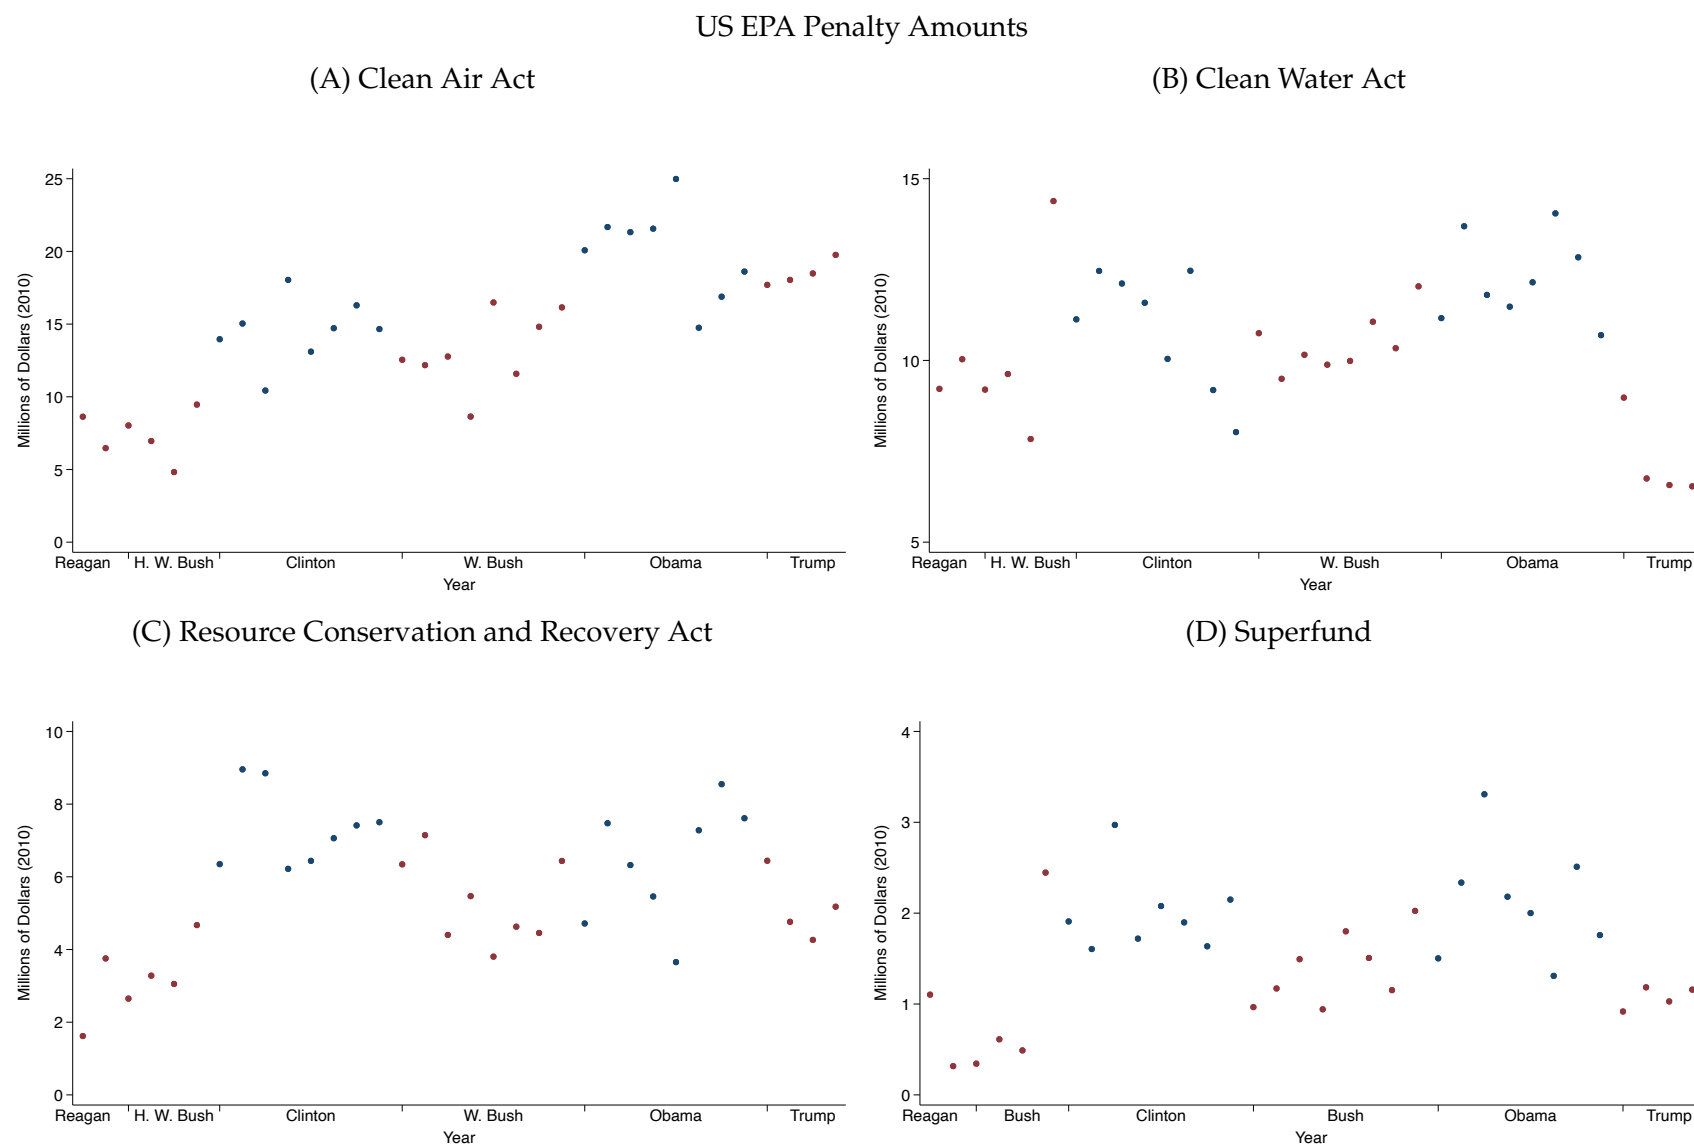 US EPA Penalty Amounts
(A) Clean Air Act
Millions of Dollars (2010)
25
20
15
10
5
0
Reagan H. W. Bush Clinton W. Bush Obama Trump
Year
(B) Clean Water Act
Millions of Dollars (2010)
15
10
5
Reagan H. W. Bush Clinton W. Bush Obama Trump
Year
(C) Resource Conservation and Recovery Act
Millions of Dollars (2010)
10
8
6
4
2
0
Reagan H. W. Bush Clinton W. Bush Obama Trump
Year
(D) Superfund
Millions of Dollars (2010)
4
3
2
1
0
Reagan Bush Clinton Bush Obama Trump
Year